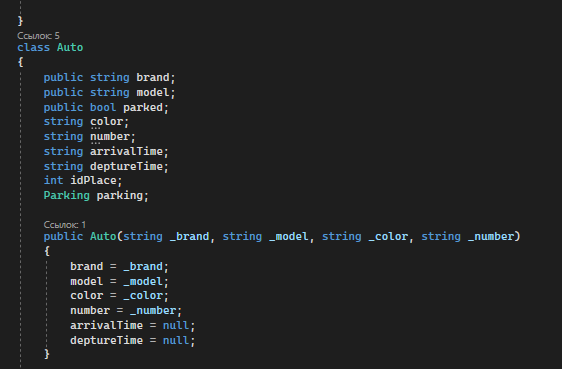 }
Ссылок: 5
class Auto
{
public string brand;
public string model;
public bool parked;
string color;
string number;
string arrivalTime;
string deptureTime;
int idPlace;
Parking parking;
Ссылок: 1
public Auto(string _brand, string _model, string _color, string _number)
{
brand = _brand;
model = _model;
color = _color;
number = _number;
arrivalTime = null;
deptureTime = null;
}